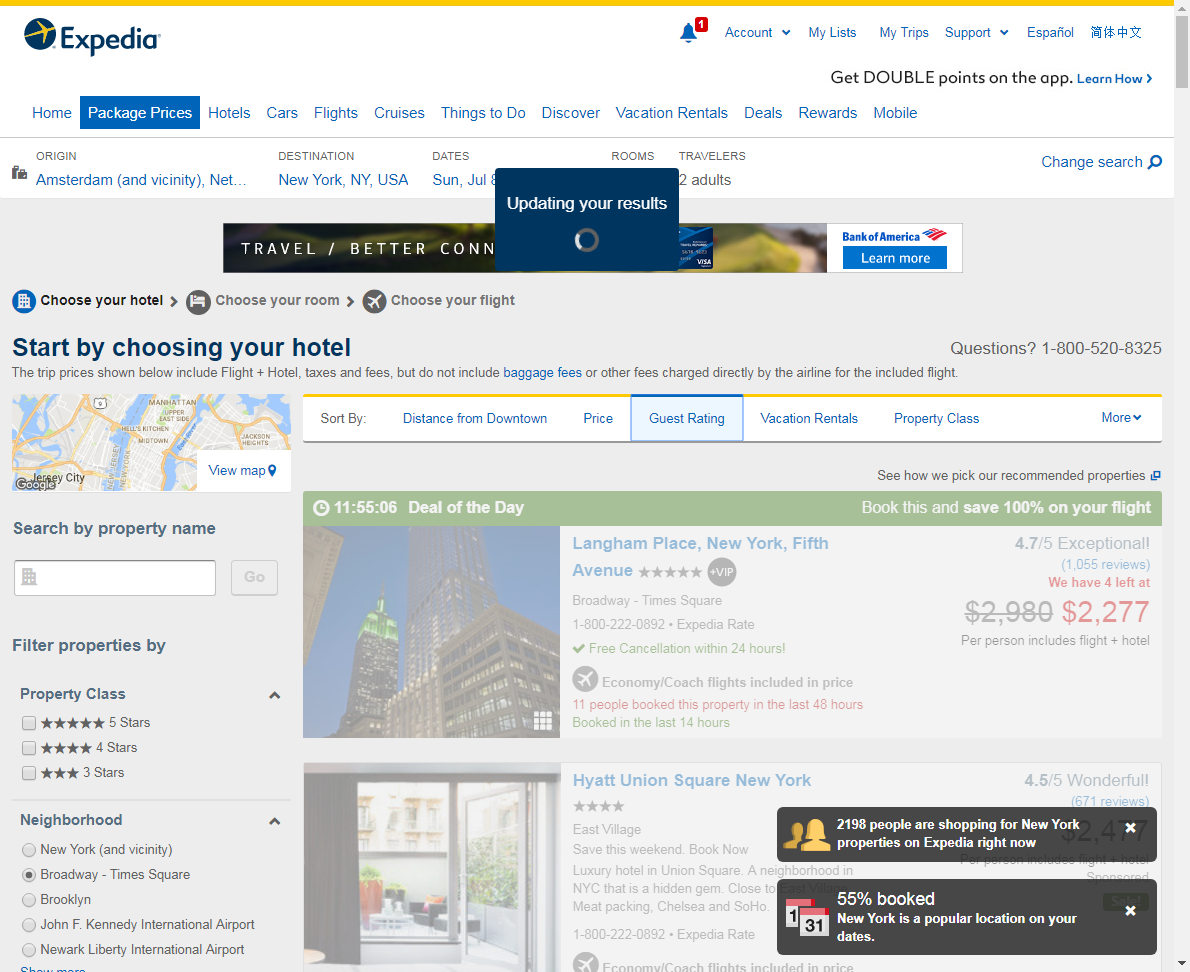 Expedia
1
Account
My Lists
My Trips
Support
Español
简体中文
Get DOUBLE points on the app. Learn How
Home
Package Prices
Hotels
Cars
Flights
Cruises
Things to Do
Discover
Vacation Rentals
Deals
Rewards
Mobile
ORIGIN
DESTINATION
DATES
ROOMS
TRAVELERS
Amsterdam (and vicinity), Net...
New York, NY, USA
Sun, Jul
2 adults
Change search
Updating your results
TRAVEL / BETTER CONN
VISA
Bank of America
Learn more
Choose your hotel
Choose your room
Choose your flight
Start by choosing your hotel
Questions? 1-800-520-8325
The trip prices shown below include Flight + Hotel, taxes and fees, but do not include baggage fees or other fees charged directly by the airline for the included flight.
MANHATTAN
9
UPPER
EAST SIDE
HELL'S KITCHEN
MIDTOWN
JACKSON
HEIGHTS
East River
NEW JERSEY
NEW YORK
Jersey City
Google
View map
Sort By:
Distance from Downtown
Price
Guest Rating
Vacation Rentals
Property Class
More
See how we pick our recommended properties
Search by property name
Go
Filter properties by
Property Class
5 Stars
4 Stars
3 Stars
Neighborhood
New York (and vicinity)
Broadway - Times Square
Brooklyn
John F. Kennedy International Airport
Newark Liberty International Airport
Show more
11:55:06 Deal of the Day
Book this and save 100% on your flight
Langham Place, New York, Fifth
Avenue
+VIP
4.7/5 Exceptional!
(1,055 reviews)
We have 4 left at
$2,980 $2,277
Per person includes flight + hotel
Broadway - Times Square
1-800-222-0892 • Expedia Rate
Free Cancellation within 24 hours!
Economy/Coach flights included in price
11 people booked this property in the last 48 hours
Booked in the last 14 hours
Hyatt Union Square New York
4.5/5 Wonderful!
(671 reviews)
$2,477
Per person includes flight + hotel
Sponsored
Sale!
East Village
Save this weekend. Book Now
Luxury hotel in Union Square. A neighborhood in
NYC that is a hidden gem. Close to East Village,
Meat packing, Chelsea and SoHo.
1-800-222-0892 • Expedia Rate
Economy/Coach flights included in price
2198 people are shopping for New York
properties on Expedia right now
1
31
55% booked
New York is a popular location on your
dates.